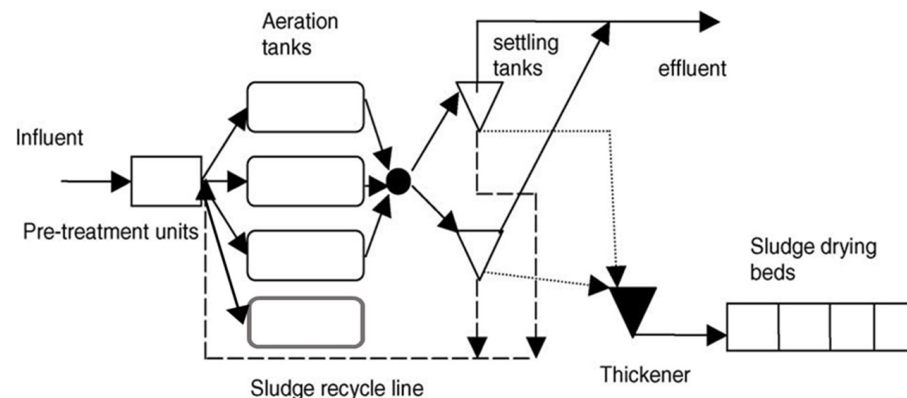 Aeration
tanks
settling
tanks
effluent
Influent
Pre-treatment units
Sludge drying
beds
Thickener
Sludge recycle line